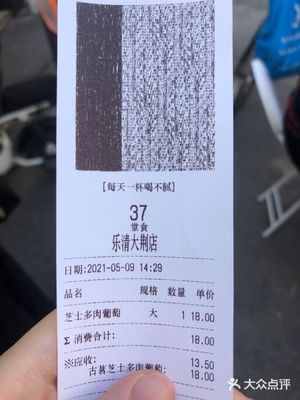 [每天一杯喝不腻]
37
堂食
乐清大荆店
日期:2021-05-09 14:29
品名 规格 数量 单价
芝士多肉葡萄 大 1 18.00
Σ 消费合计: 18.00
※应收: 13.50
古茗芝士多肉葡萄: 18.00
大众点评